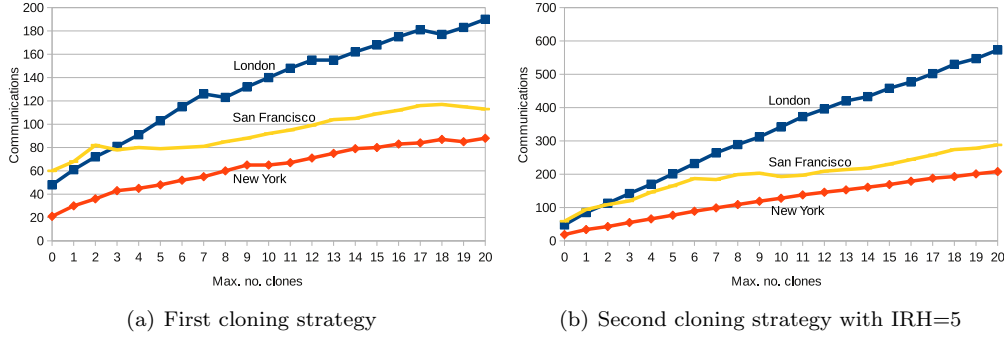 200
180
160
140
120
100
80
60
40
20
0
Communications
London
San Francisco
New York
0 1 2 3 4 5 6 7 8 9 10 11 12 13 14 15 16 17 18 19 20
Max. no. clones
(a) First cloning strategy
700
600
500
400
300
200
100
0
Communications
London
San Francisco
New York
0 1 2 3 4 5 6 7 8 9 10 11 12 13 14 15 16 17 18 19 20
Max. no. clones
(b) Second cloning strategy with IRH=5